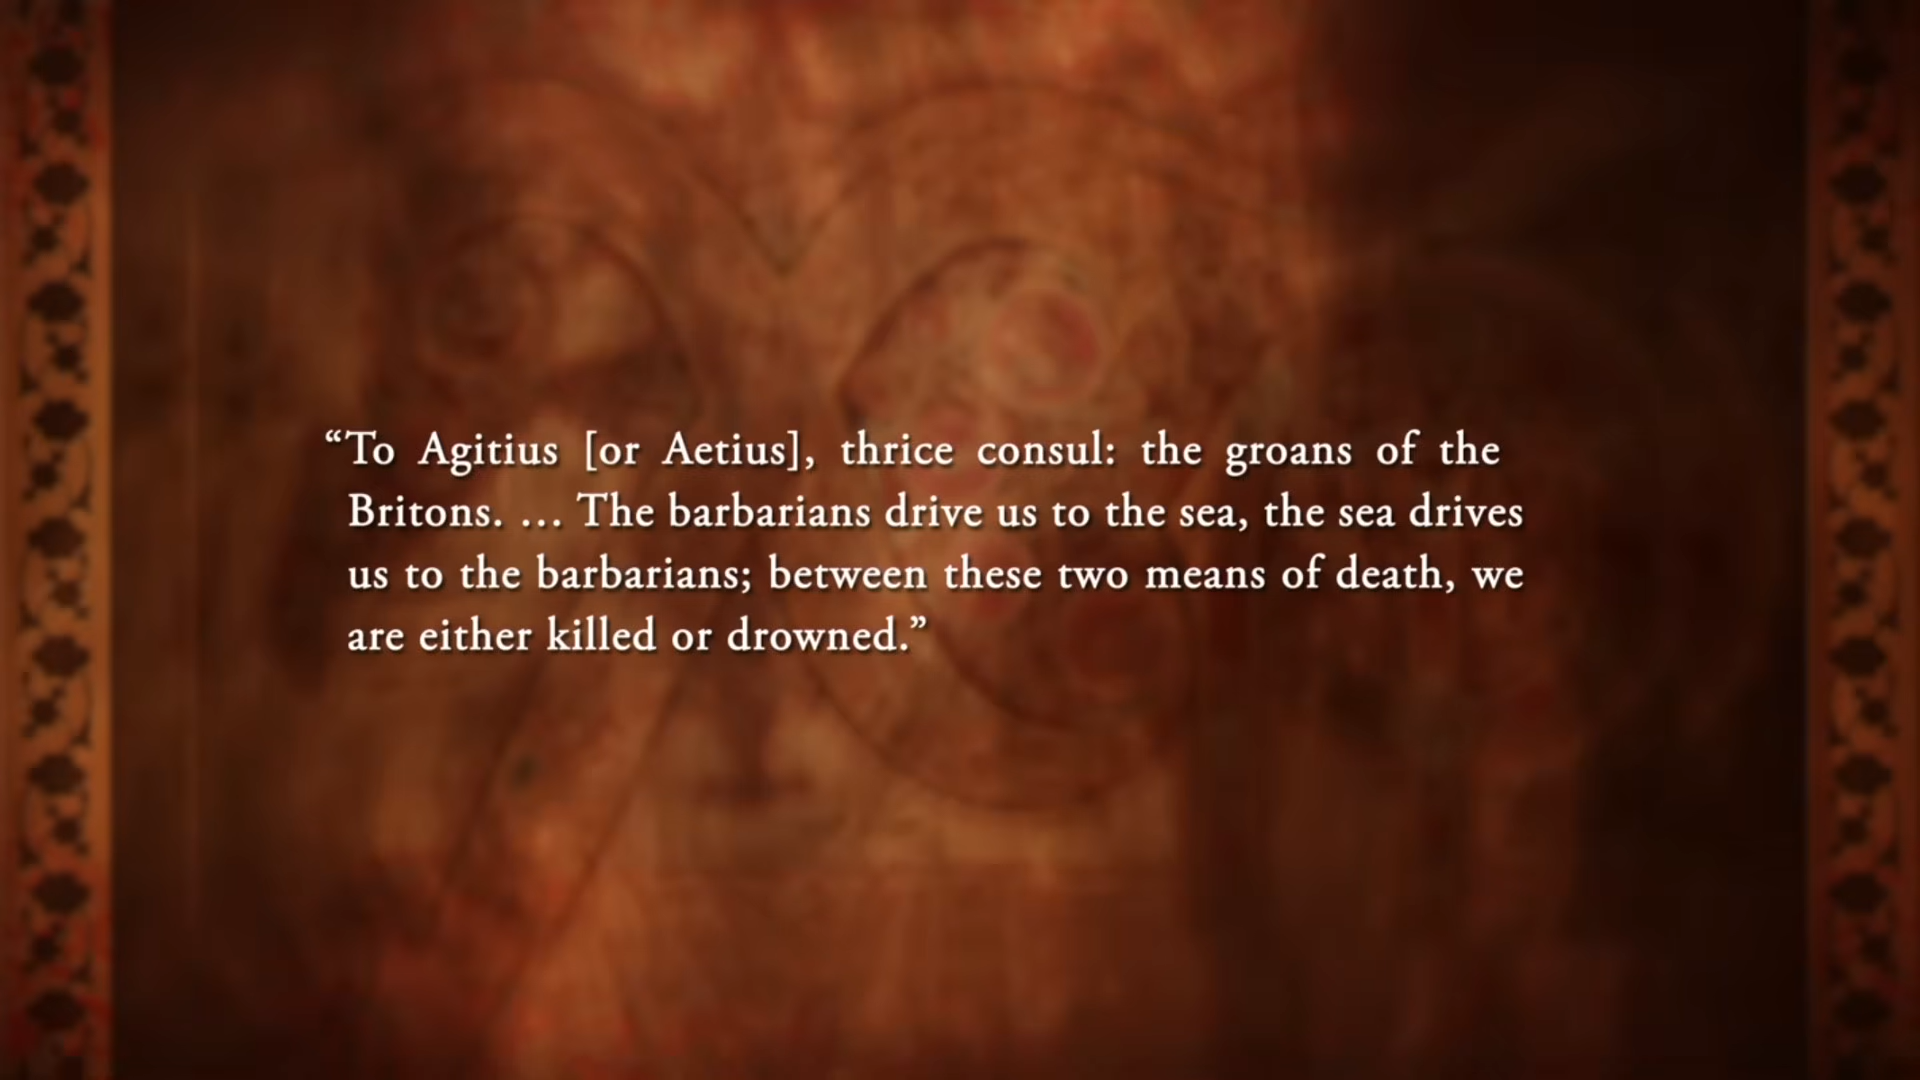 “To Agitius [or Aetius], thrice consul: the groans of the
Britons. … The barbarians drive us to the sea, the sea drives
us to the barbarians; between these two means of death, we
are either killed or drowned.”